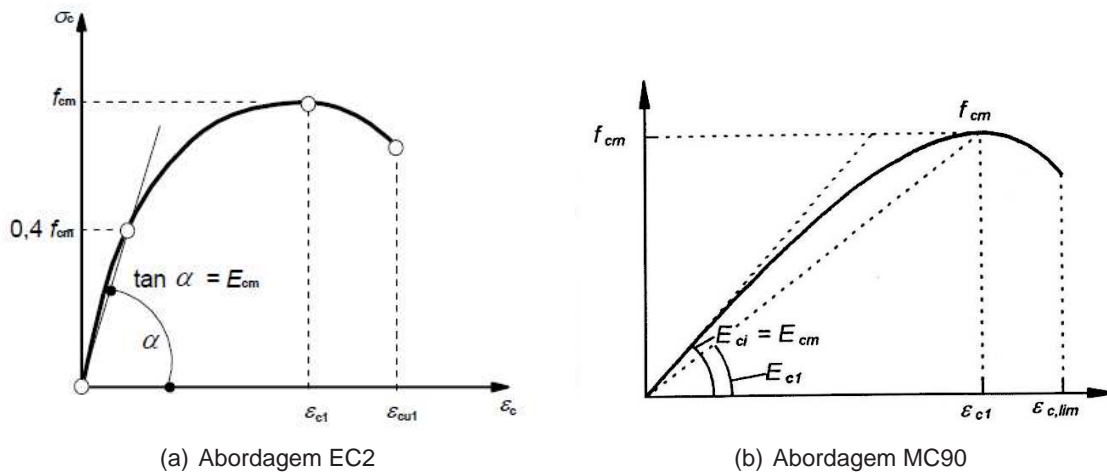 σc
fcm
0,4 fcm
tan α = Ecm
α
εc1
εcu1
εc
(a) Abordagem EC2
fcm
fcm
Eci = Ecm
Ec1
εc1
εc,lim
(b) Abordagem MC90